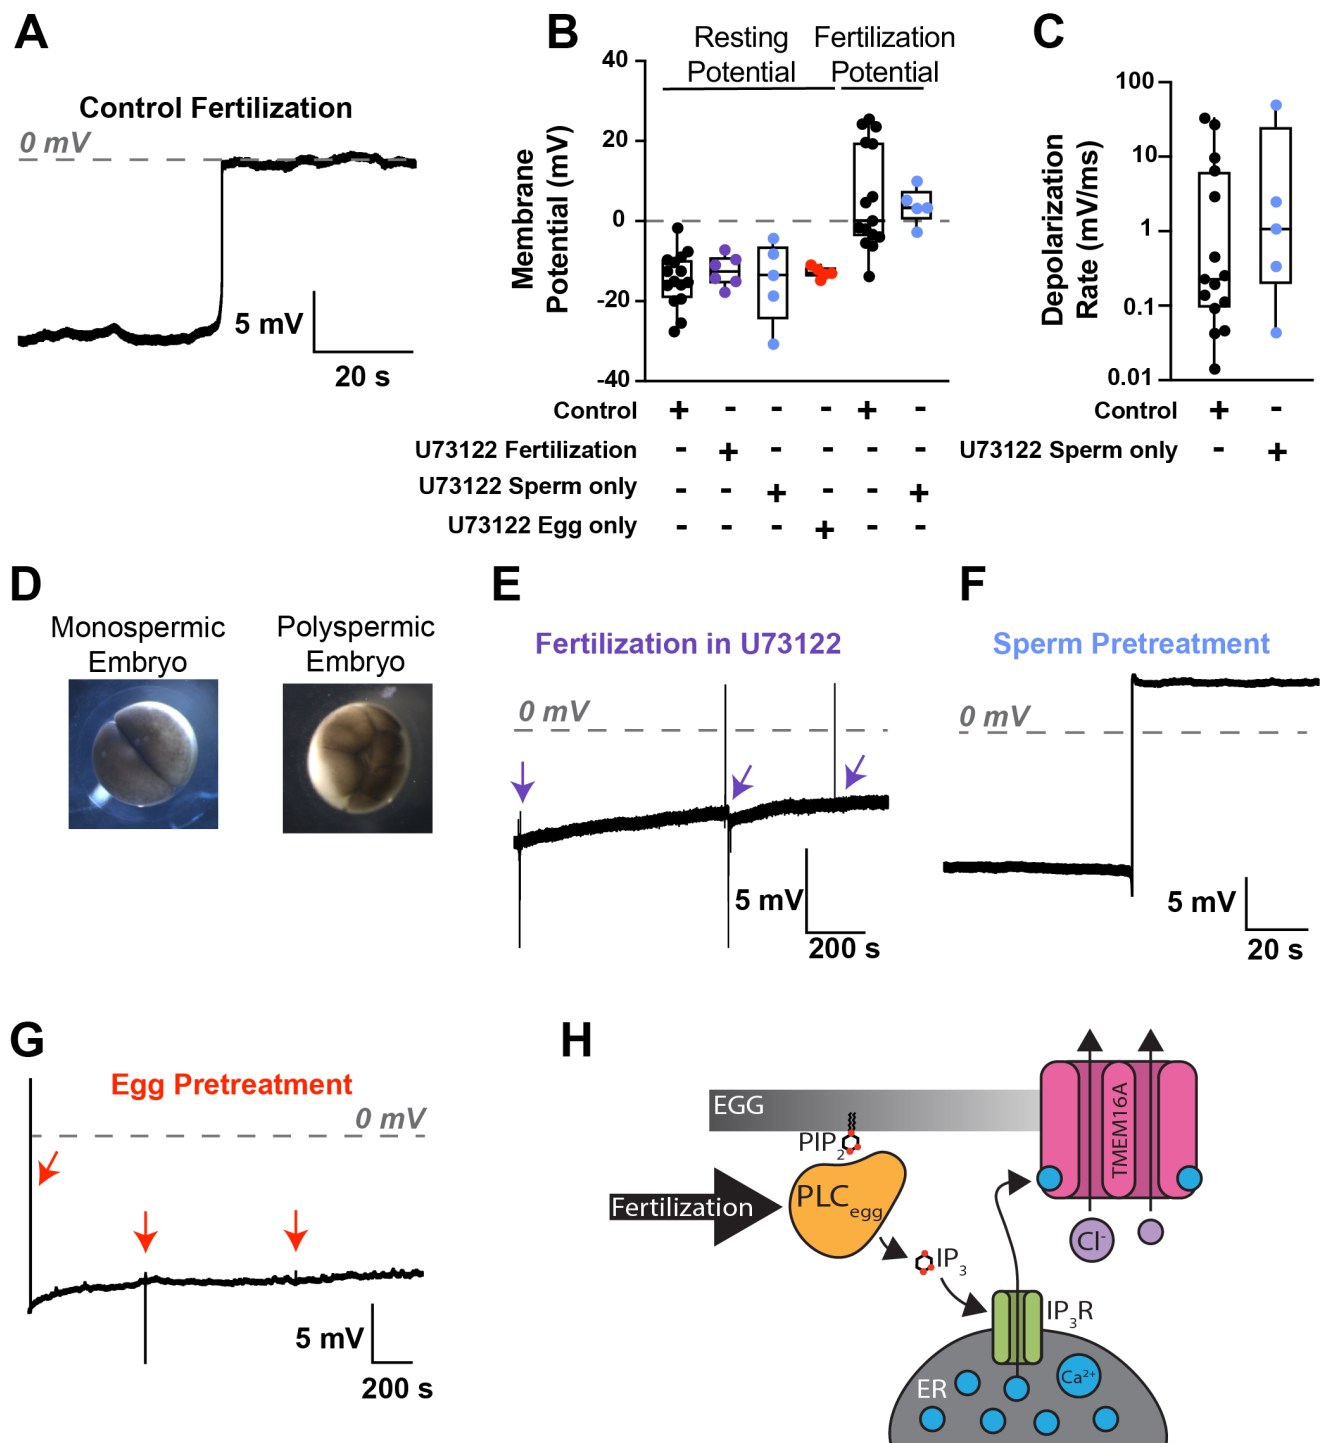 A
Control Fertilization
0 mV
5 mV
20 s
B
Resting Potential
Fertilization Potential
Membrane Potential (mV)
40
20
0
-20
-40
Control + - - - + -
U73122 Fertilization - + - - - -
U73122 Sperm only - - + - - +
U73122 Egg only - - - + - -
C
Depolarization Rate (mV/ms)
100
10
1
0.1
0.01
Control + -
U73122 Sperm only - +
D
Monospermic
Embryo
Polyspermic
Embryo
E
Fertilization in U73122
0 mV
5 mV
200 s
F
Sperm Pretreatment
0 mV
5 mV
20 s
G
Egg Pretreatment
0 mV
5 mV
200 s
H
EGG
PIP2
Fertilization
PLCegg
IP3
IP3R
ER
Ca2+
TMEM16A
Cl-